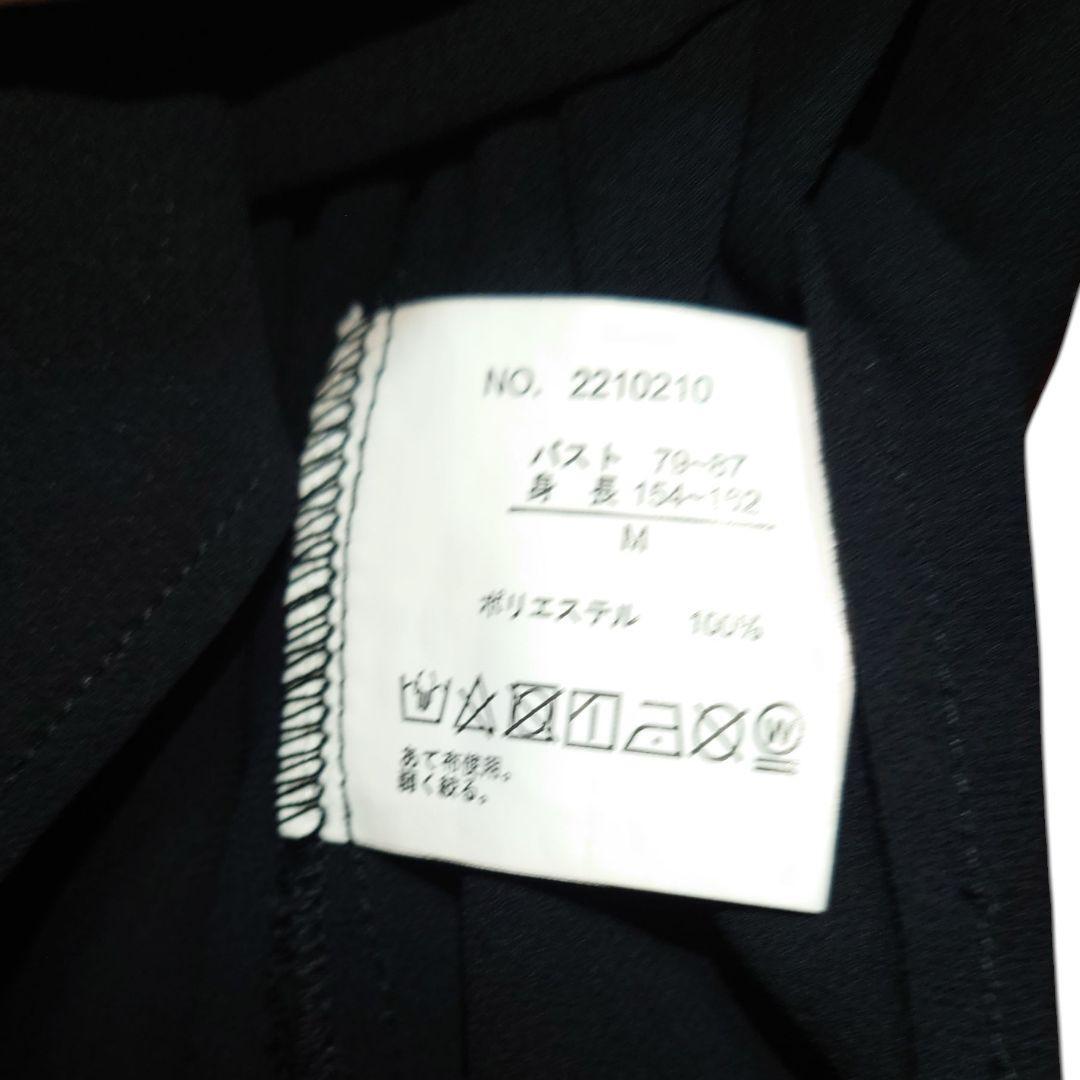 NO. 2210210
バスト 79~87
身 長 154~162
M
ポリエステル 100%
W
あて布使用。
軽く絞る。